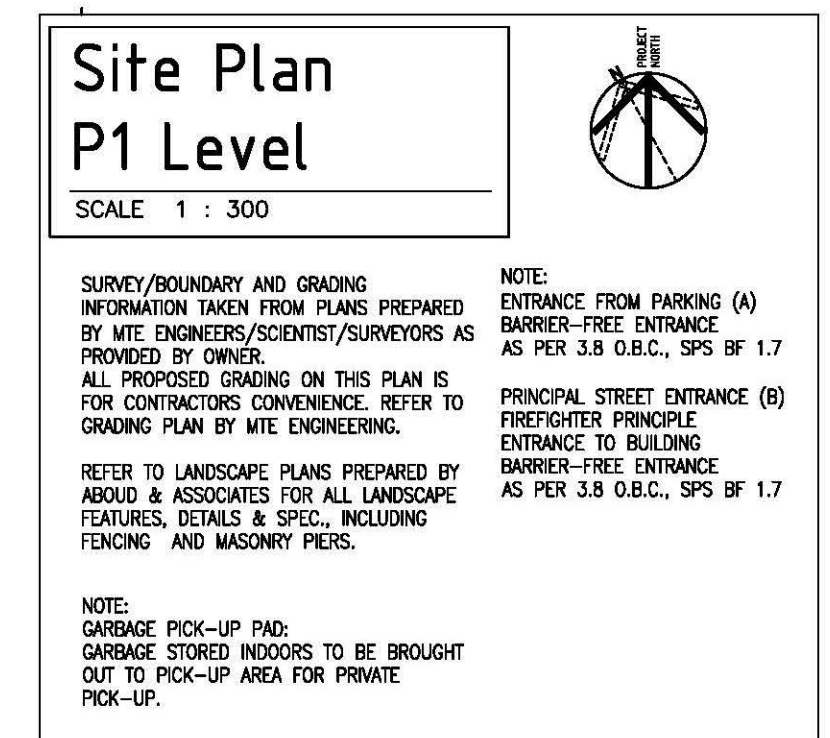 Site Plan
P1 Level
SCALE 1 : 300
PROJECT
NORTH
N
SURVEY/BOUNDARY AND GRADING
INFORMATION TAKEN FROM PLANS PREPARED
BY MTE ENGINEERS/SCIENTIST/SURVEYORS AS
PROVIDED BY OWNER.
ALL PROPOSED GRADING ON THIS PLAN IS
FOR CONTRACTORS CONVENIENCE. REFER TO
GRADING PLAN BY MTE ENGINEERING.
REFER TO LANDSCAPE PLANS PREPARED BY
ABOUD & ASSOCIATES FOR ALL LANDSCAPE
FEATURES, DETAILS & SPEC., INCLUDING
FENCING AND MASONRY PIERS.
NOTE:
GARBAGE PICK-UP PAD:
GARBAGE STORED INDOORS TO BE BROUGHT
OUT TO PICK-UP AREA FOR PRIVATE
PICK-UP.
NOTE:
ENTRANCE FROM PARKING (A)
BARRIER-FREE ENTRANCE
AS PER 3.8 O.B.C., SPS BF 1.7
PRINCIPAL STREET ENTRANCE (B)
FIREFIGHTER PRINCIPLE
ENTRANCE TO BUILDING
BARRIER-FREE ENTRANCE
AS PER 3.8 O.B.C., SPS BF 1.7